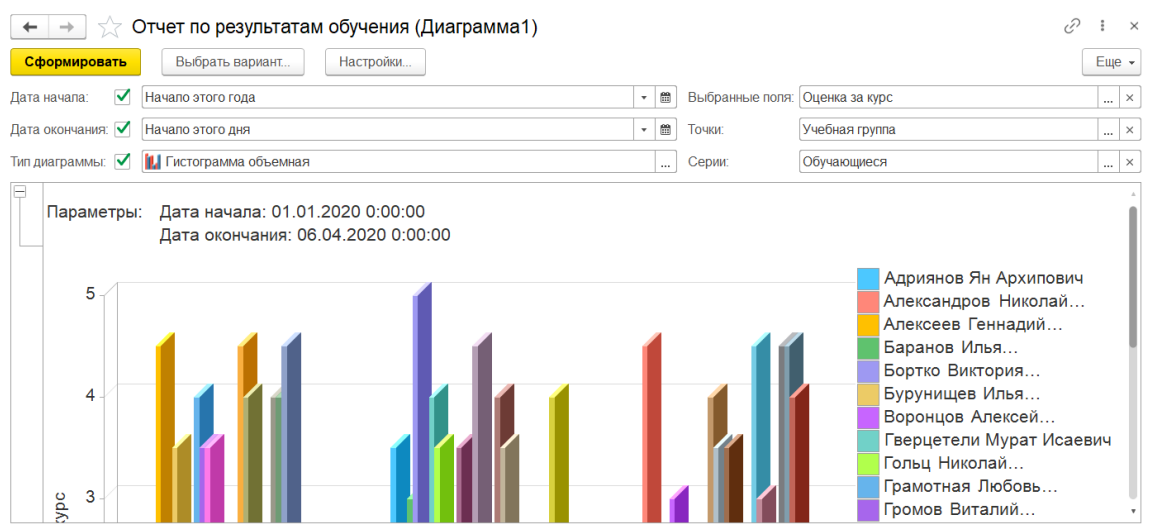 Отчет по результатам обучения (Диаграмма1)
Сформировать Выбрать вариант... Настройки... Еще
Дата начала: Начало этого года Выбранные поля: Оценка за курс
Дата окончания: Начало этого дня Точки: Учебная группа
Тип диаграммы: Гистограмма объемная ... Серии: Обучающиеся
Параметры: Дата начала: 01.01.2020 0:00:00
Дата окончания: 06.04.2020 0:00:00
5
4
3
курс
Адриянов Ян Архипович
Александров Николай...
Алексеев Геннадий...
Баранов Илья...
Бортко Виктория...
Бурунищев Илья...
Воронцов Алексей...
Гверцетели Мурат Исаевич
Гольц Николай...
Грамотная Любовь...
Громов Виталий...